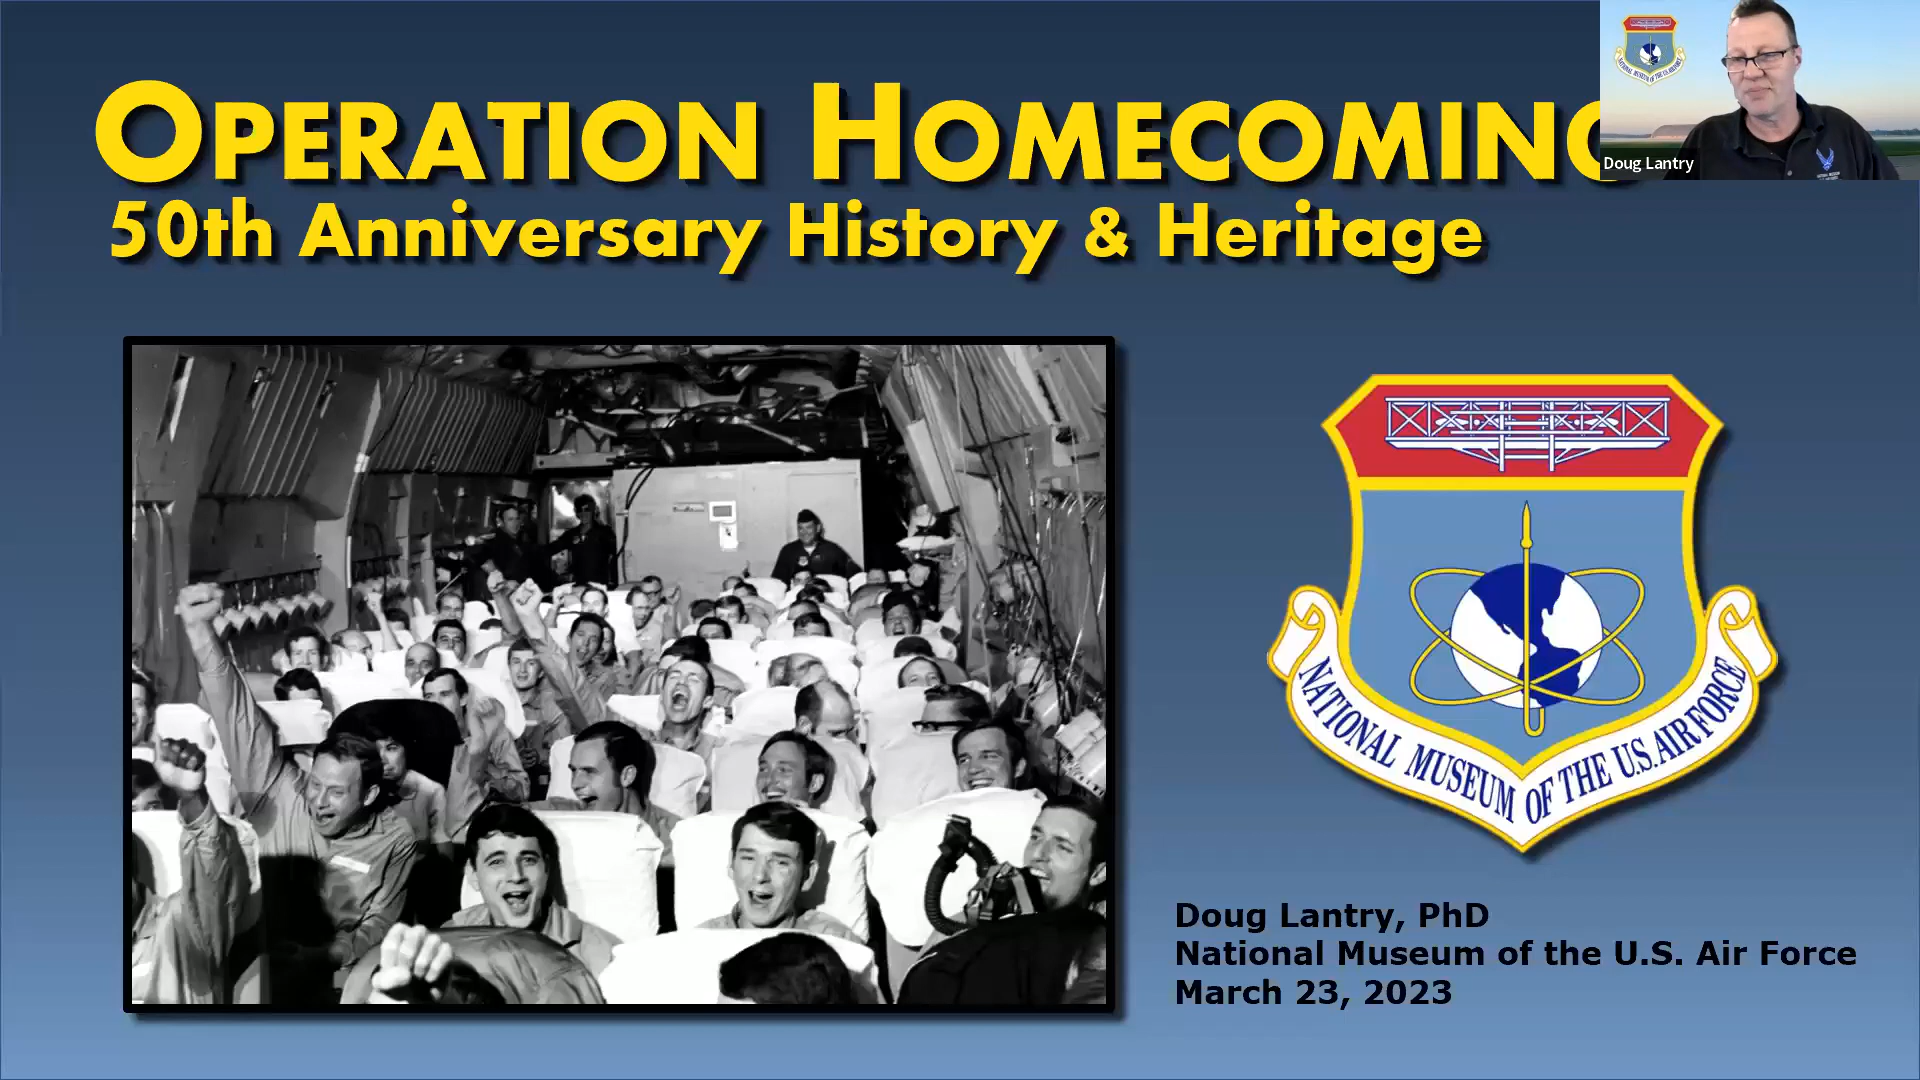 OPERATION HOMECOMING
50th Anniversary History & Heritage
Doug Lantry
NATIONAL MUSEUM OF THE U.S. AIR FORCE
Doug Lantry, PhD
National Museum of the U.S. Air Force
March 23, 2023